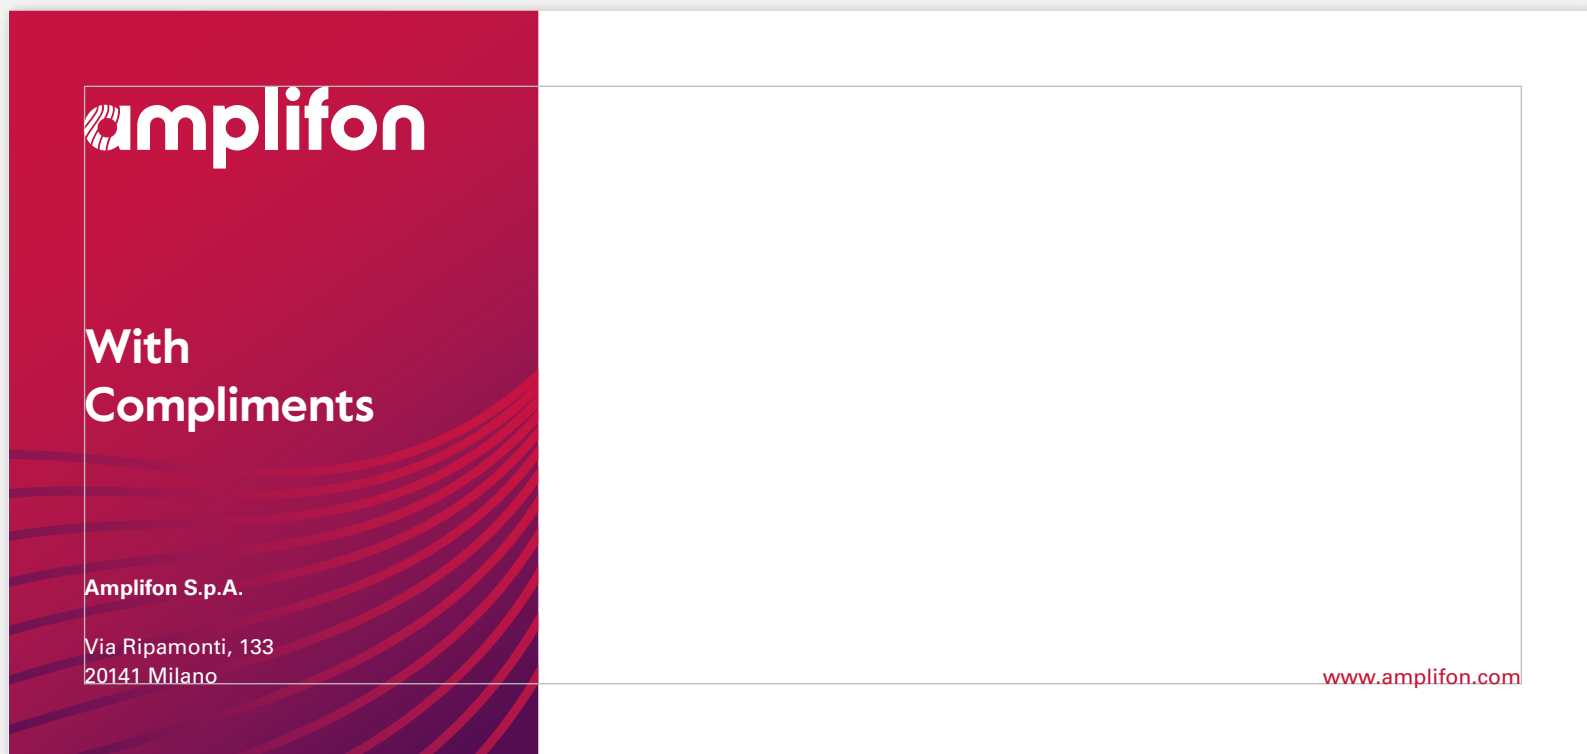 amplifon
With
Compliments
Amplifon S.p.A.
Via Ripamonti, 133
20141 Milano
www.amplifon.com